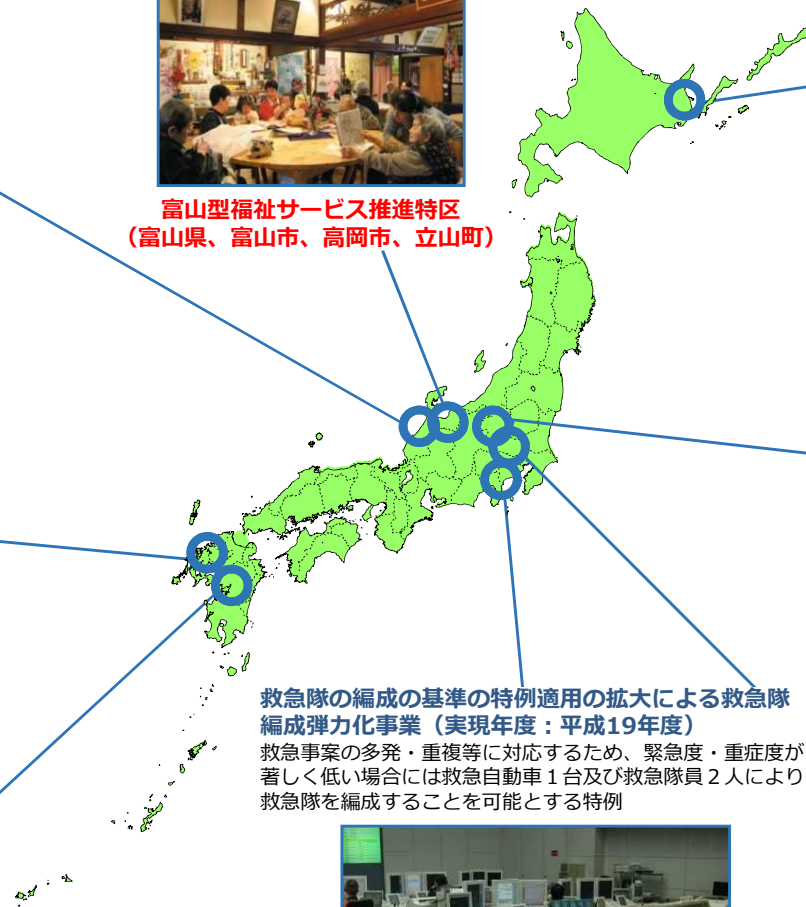 富山型福祉サービス推進特区
（富山県、富山市、高岡市、立山町）
救急隊の編成の基準の特例適用の拡大による救急隊
編成弾力化事業（実現年度：平成19年度）
救急事案の多発・重複等に対応するため、緊急度・重症度が
著しく低い場合には救急自動車１台及び救急隊員２人により
救急隊を編成することを可能とする特例